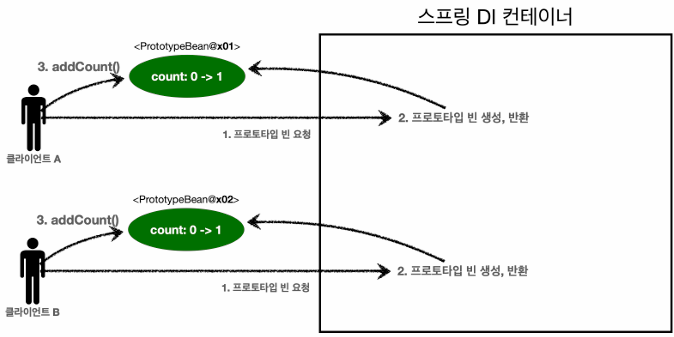 스프링 DI 컨테이너
<PrototypeBean@x01>
3. addCount()
count: 0 -> 1
2. 프로토타입 빈 생성, 반환
1. 프로토타입 빈 요청
클라이언트 A
<PrototypeBean@x02>
3. addCount()
count: 0 -> 1
2. 프로토타입 빈 생성, 반환
1. 프로토타입 빈 요청
클라이언트 B